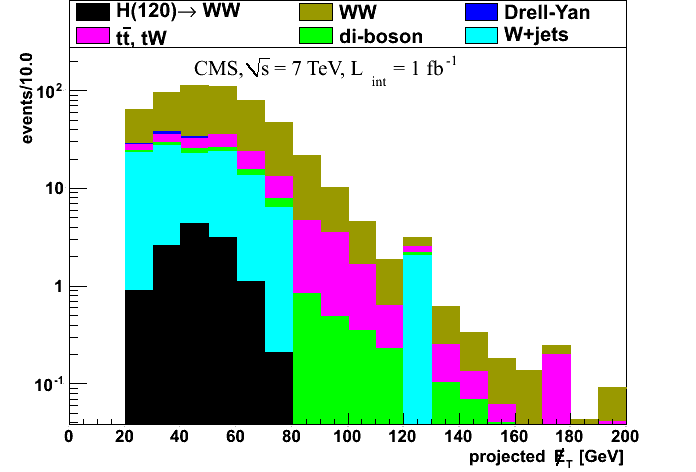 H(120)→ WW WW Drell-Yan
tt̄, tW di-boson W+jets
CMS, √s = 7 TeV, L int = 1 fb⁻¹
events/10.0
10²
10
1
10⁻¹
0 20 40 60 80 100 120 140 160 180 200
projected E̸T [GeV]